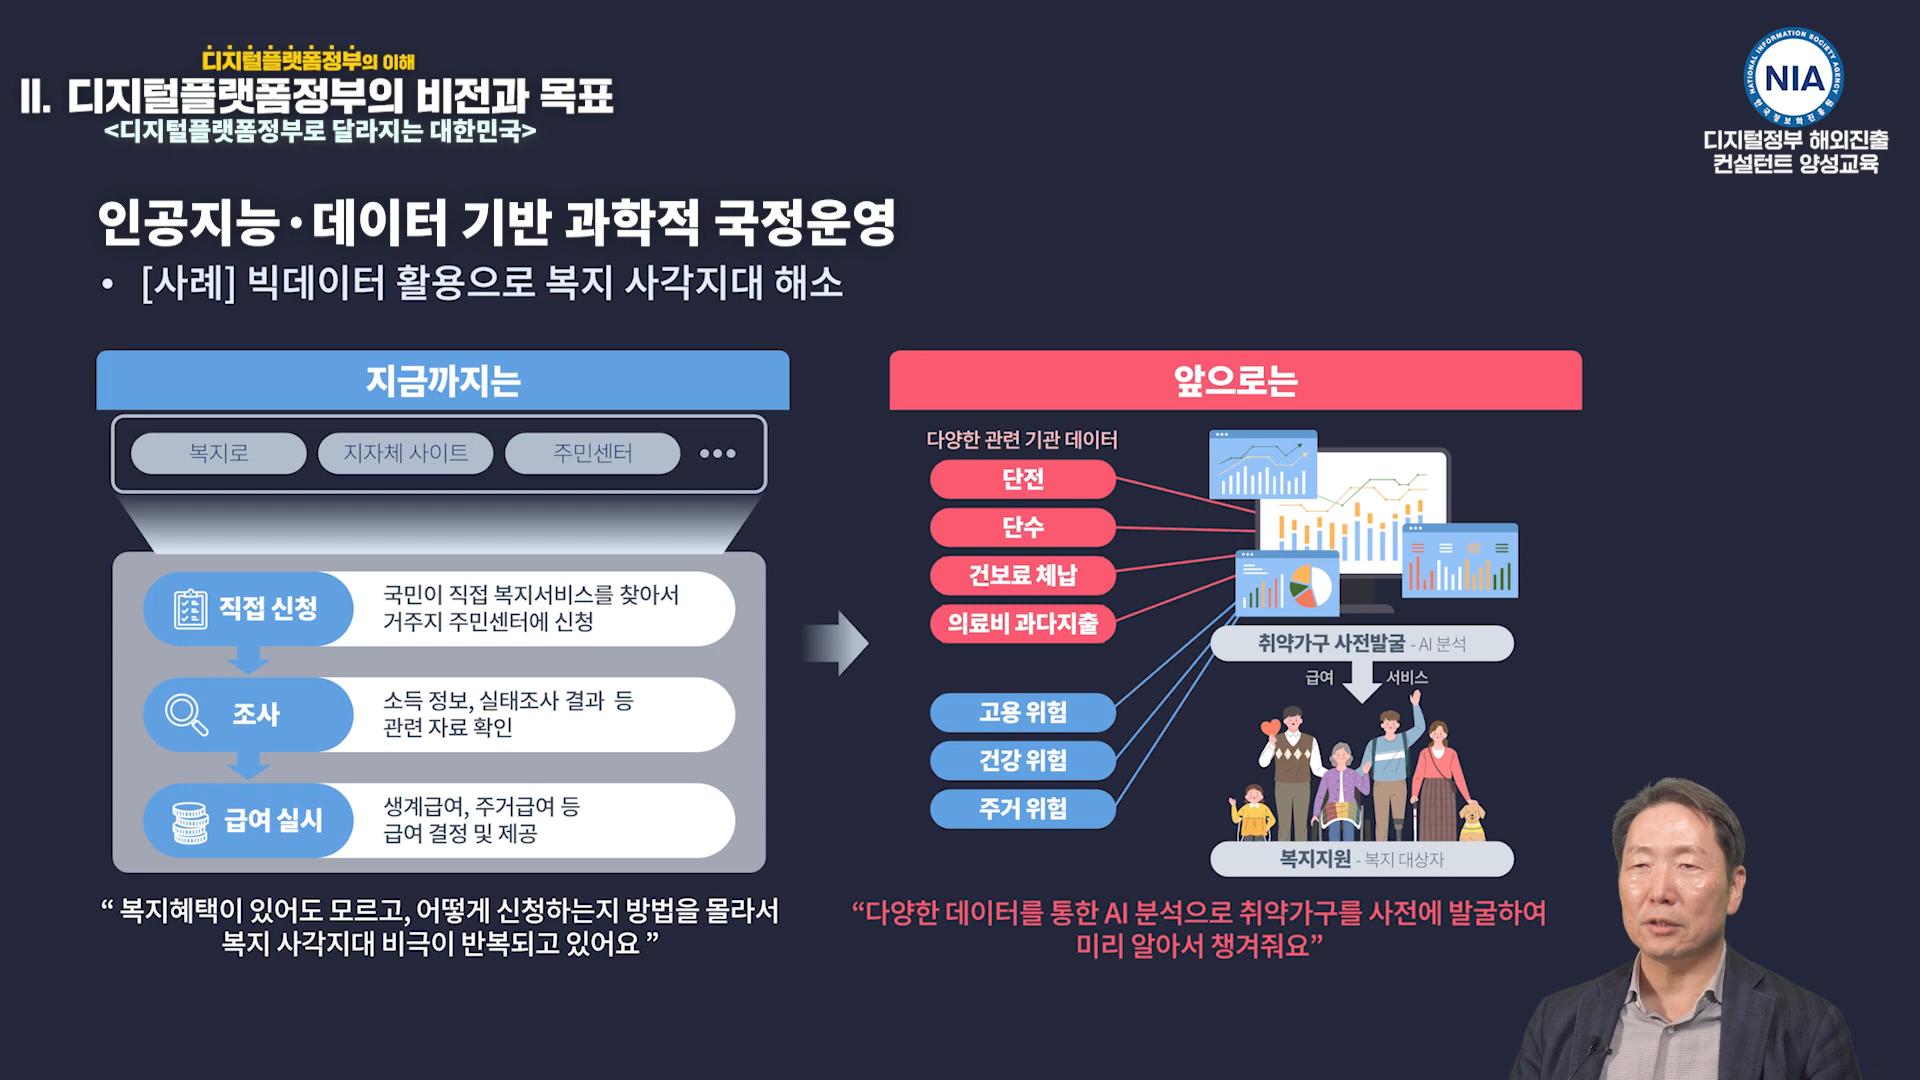 디지털플랫폼정부의 이해
II. 디지털플랫폼정부의 비전과 목표
<디지털플랫폼정부로 달라지는 대한민국>
NATIONAL INFORMATION SOCIETY AGENCY
NIA
한국정보화진흥원
디지털정부 해외진출
컨설턴트 양성교육
인공지능·데이터 기반 과학적 국정운영
• [사례] 빅데이터 활용으로 복지 사각지대 해소
지금까지는
복지로 지자체 사이트 주민센터 •••
직접 신청
국민이 직접 복지서비스를 찾아서
거주지 주민센터에 신청
조사
소득 정보, 실태조사 결과 등
관련 자료 확인
급여 실시
생계급여, 주거급여 등
급여 결정 및 제공
“ 복지혜택이 있어도 모르고, 어떻게 신청하는지 방법을 몰라서
복지 사각지대 비극이 반복되고 있어요 ”
앞으로는
다양한 관련 기관 데이터
단전
단수
건보료 체납
의료비 과다지출
고용 위험
건강 위험
주거 위험
취약가구 사전발굴 - AI 분석
급여 서비스
복지지원 - 복지 대상자
“다양한 데이터를 통한 AI 분석으로 취약가구를 사전에 발굴하여
미리 알아서 챙겨줘요”